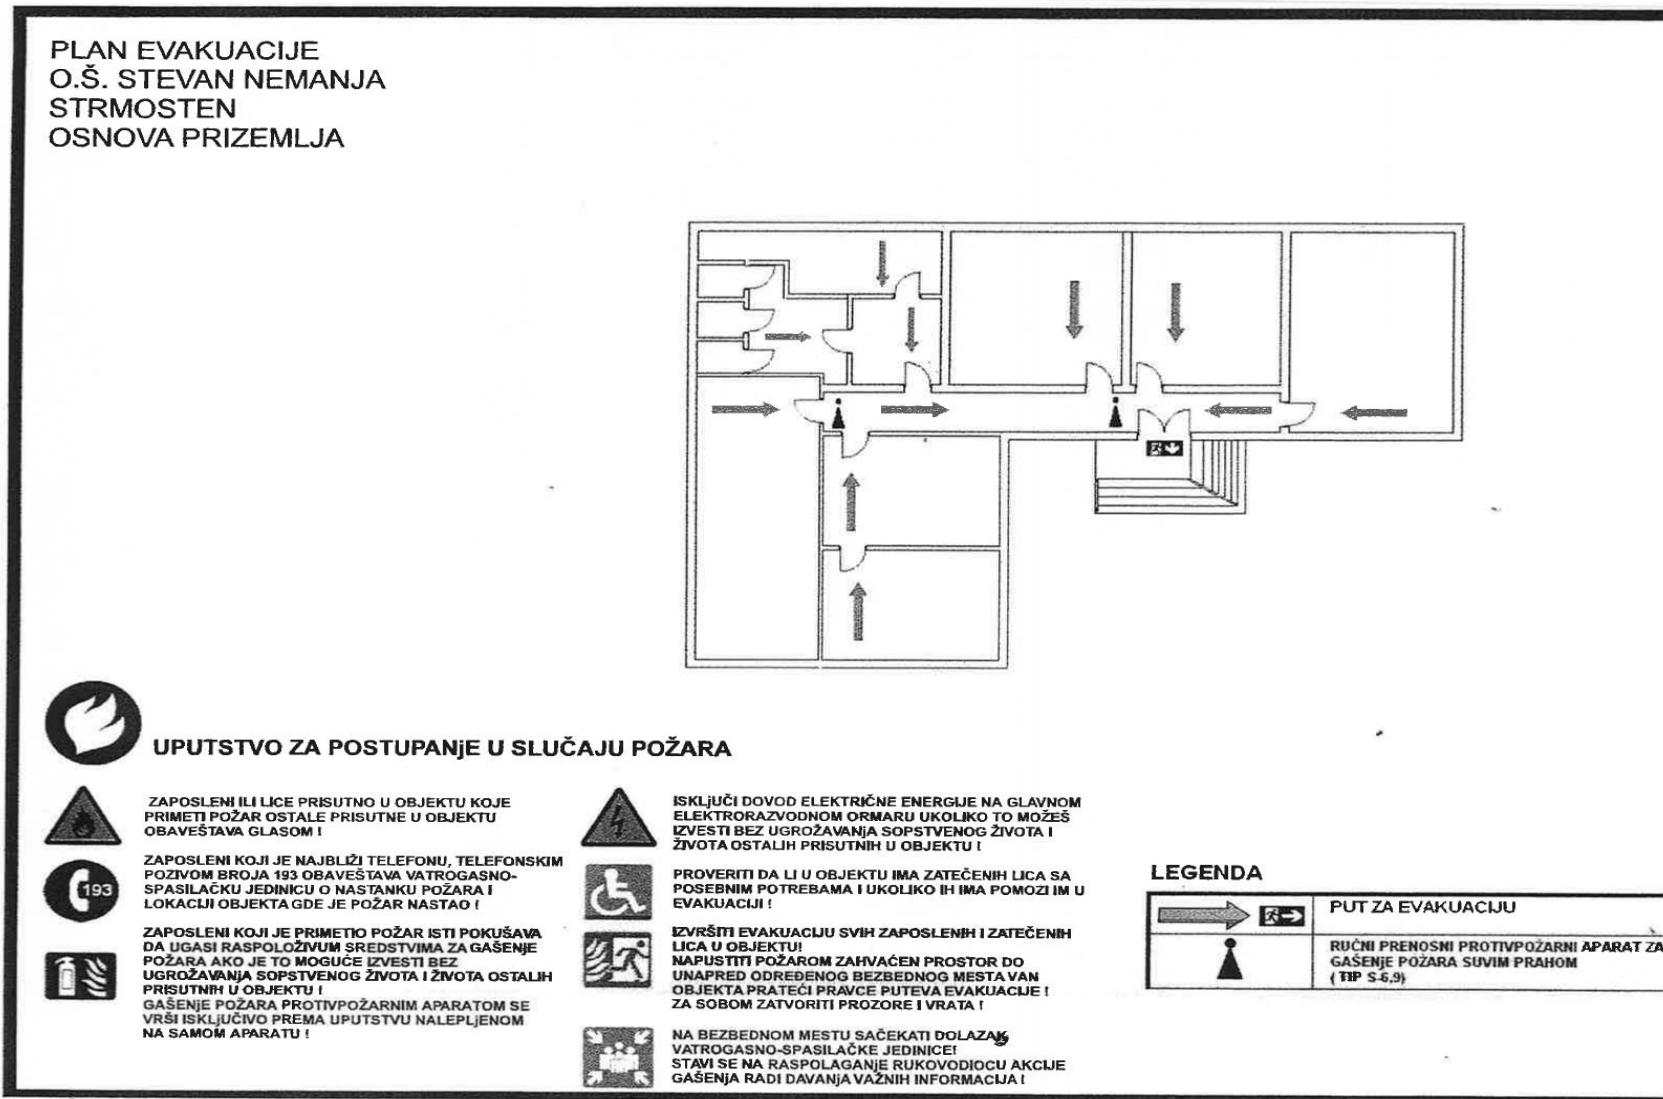 PLAN EVAKUACIJE
O.Š. STEVAN NEMANJA
STRMOSTEN
OSNOVA PRIZEMLJA
UPUTSTVO ZA POSTUPANjE U SLUČAJU POŽARA
ZAPOSLENI ILI LICE PRISUTNO U OBJEKTU KOJE
PRIMETI POŽAR OSTALE PRISUTNE U OBJEKTU
OBAVEŠTAVA GLASOM !
193
ZAPOSLENI KOJI JE NAJBLIŽI TELEFONU, TELEFONSKIM
POZIVOM BROJA 193 OBAVEŠTAVA VATROGASNO-
SPASILAČKU JEDINICU O NASTANKU POŽARA I
LOKACIJI OBJEKTA GDE JE POŽAR NASTAO !
ZAPOSLENI KOJI JE PRIMETIO POŽAR ISTI POKUŠAVA
DA UGASI RASPOLOŽIVUM SREDSTVIMA ZA GAŠENjE
POŽARA AKO JE TO MOGUĆE IZVESTI BEZ
UGROŽAVANjA SOPSTVENOG ŽIVOTA I ŽIVOTA OSTALIH
PRISUTNIH U OBJEKTU !
GAŠENjE POŽARA PROTIVPOŽARNIM APARATOM SE
VRŠI ISKLjUČIVO PREMA UPUTSTVU NALEPLjENOM
NA SAMOM APARATU !
ISKLjUČI DOVOD ELEKTRIČNE ENERGIJE NA GLAVNOM
ELEKTRORAZVODNOM ORMARU UKOLIKO TO MOŽEŠ
IZVESTI BEZ UGROŽAVANjA SOPSTVENOG ŽIVOTA I
ŽIVOTA OSTALIH PRISUTNIH U OBJEKTU !
PROVERITI DA LI U OBJEKTU IMA ZATEČENIH LICA SA
POSEBNIM POTREBAMA I UKOLIKO IH IMA POMOZI IM U
EVAKUACIJI !
IZVRŠITI EVAKUACIJU SVIH ZAPOSLENIH I ZATEČENIH
LICA U OBJEKTU!
NAPUSTITI POŽAROM ZAHVAĆEN PROSTOR DO
UNAPRED ODREĐENOG BEZBEDNOG MESTA VAN
OBJEKTA PRATEĆI PRAVCE PUTEVA EVAKUACIJE !
ZA SOBOM ZATVORITI PROZORE I VRATA !
NA BEZBEDNOM MESTU SAČEKATI DOLAZAK
VATROGASNO-SPASILAČKE JEDINICE!
STAVI SE NA RASPOLAGANjE RUKOVODIOCU AKCIJE
GAŠENjA RADI DAVANjA VAŽNIH INFORMACIJA !
LEGENDA
PUT ZA EVAKUACIJU
RUČNI PRENOSNI PROTIVPOŽARNI APARAT ZA
GAŠENjE POŽARA SUVIM PRAHOM
( TIP S-6,9)